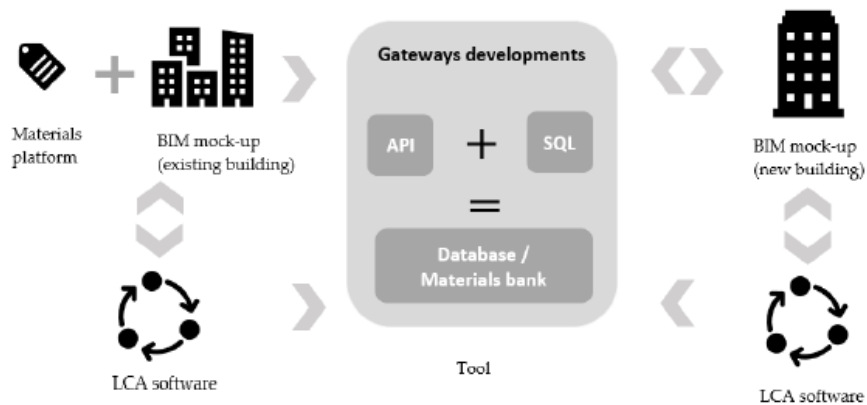 Gateways developments
API
+
SQL
=
Database /
Materials bank
Tool
Materials
platform
+
BIM mock-up
(existing building)
LCA software
BIM mock-up
(new building)
LCA software